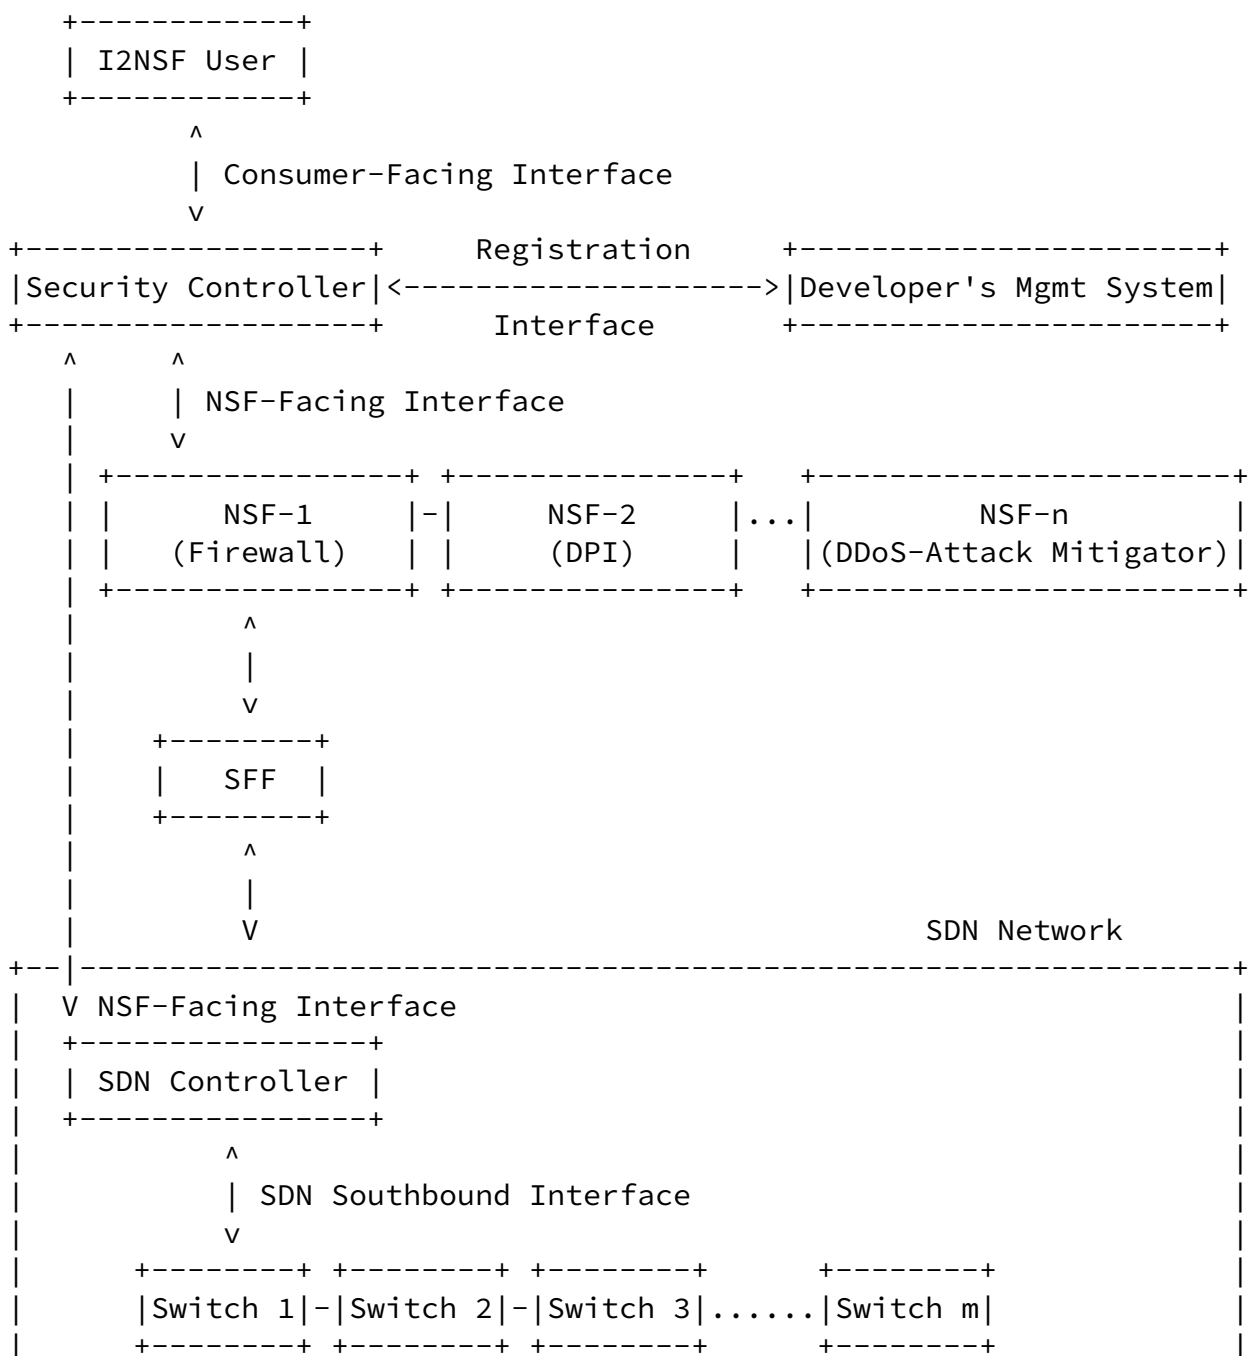 I2NSF User
Consumer-Facing Interface
Registration
Security Controller Developer's Mgmt System
Interface
NSF-Facing Interface
NSF-1 NSF-2 ... NSF-n
(Firewall) (DPI) (DDoS-Attack Mitigator)
SFF
SDN Network
NSF-Facing Interface
SDN Controller
SDN Southbound Interface
Switch 1 Switch 2 Switch 3 ...... Switch m